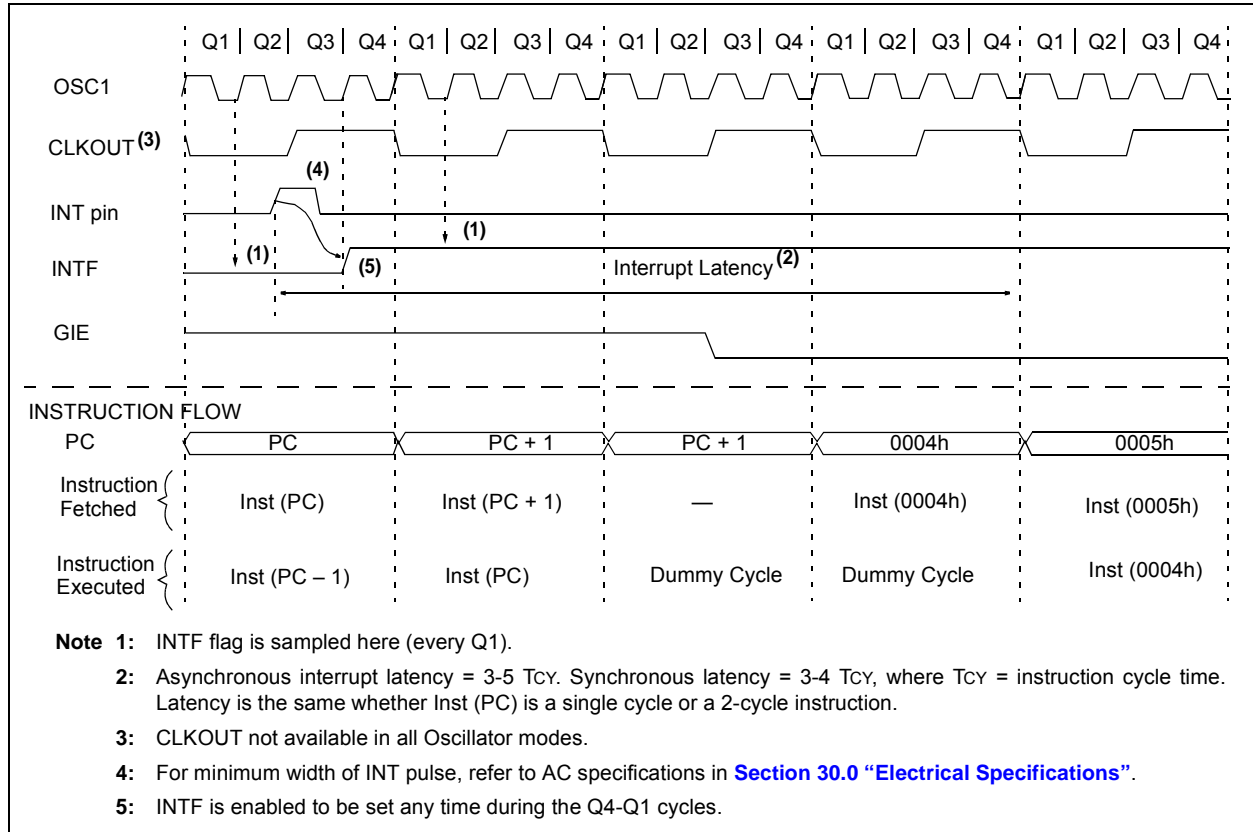 Q1 | Q2 | Q3 | Q4 Q1 | Q2 | Q3 | Q4 Q1 | Q2 | Q3 | Q4 Q1 | Q2 | Q3 | Q4 Q1 | Q2 | Q3 | Q4
OSC1
CLKOUT (3)
(4)
INT pin
(1)
(1)
INTF
(5)
Interrupt Latency (2)
GIE
INSTRUCTION FLOW
PC PC PC + 1 PC + 1 0004h 0005h
Instruction
Fetched
Inst (PC) Inst (PC + 1) — Inst (0004h) Inst (0005h)
Instruction
Executed
Inst (PC – 1) Inst (PC) Dummy Cycle Dummy Cycle Inst (0004h)
Note 1: INTF flag is sampled here (every Q1).
2: Asynchronous interrupt latency = 3-5 TCY. Synchronous latency = 3-4 TCY, where TCY = instruction cycle time.
Latency is the same whether Inst (PC) is a single cycle or a 2-cycle instruction.
3: CLKOUT not available in all Oscillator modes.
4: For minimum width of INT pulse, refer to AC specifications in Section 30.0 “Electrical Specifications”.
5: INTF is enabled to be set any time during the Q4-Q1 cycles.